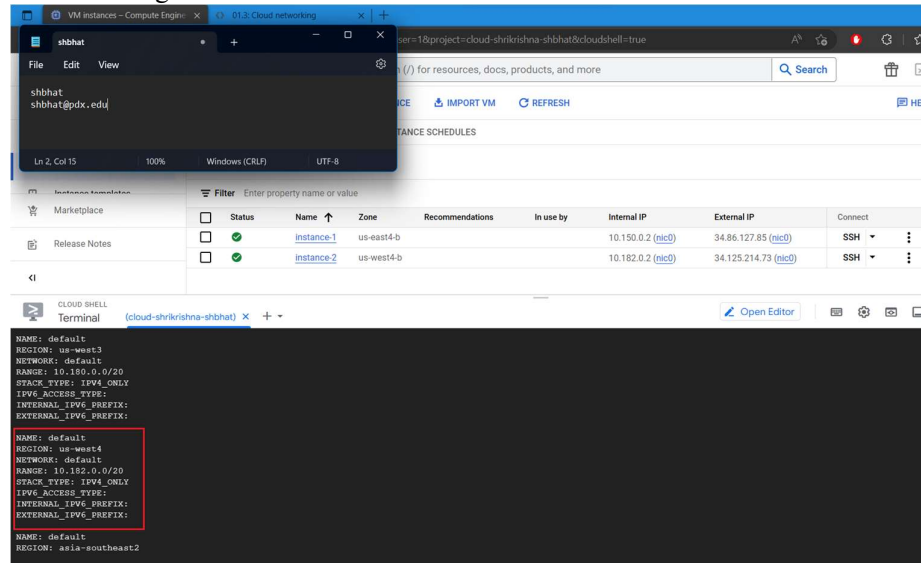 VM instances – Compute Engine
01.3: Cloud networking
shbhat
File Edit View
shbhat
shbhat@pdx.edu
Ln 2, Col 15 100% Windows (CRLF) UTF-8
ser=1&project=cloud-shrikrishna-shbhat&cloudshell=true
(/) for resources, docs, products, and more
Search
IMPORT VM REFRESH
TANCE SCHEDULES
Instance templates
Marketplace
Release Notes
Filter Enter property name or value
Status Name Zone Recommendations In use by Internal IP External IP Connect
instance-1 us-east4-b 10.150.0.2 (nic0) 34.86.127.85 (nic0) SSH
instance-2 us-west4-b 10.182.0.2 (nic0) 34.125.214.73 (nic0) SSH
CLOUD SHELL
Terminal (cloud-shrikrishna-shbhat) Open Editor
NAME: default
REGION: us-west3
NETWORK: default
RANGE: 10.180.0.0/20
STACK_TYPE: IPV4_ONLY
IPV6_ACCESS_TYPE:
INTERNAL_IPV6_PREFIX:
EXTERNAL_IPV6_PREFIX:
NAME: default
REGION: us-west4
NETWORK: default
RANGE: 10.182.0.0/20
STACK_TYPE: IPV4_ONLY
IPV6_ACCESS_TYPE:
INTERNAL_IPV6_PREFIX:
EXTERNAL_IPV6_PREFIX:
NAME: default
REGION: asia-southeast2